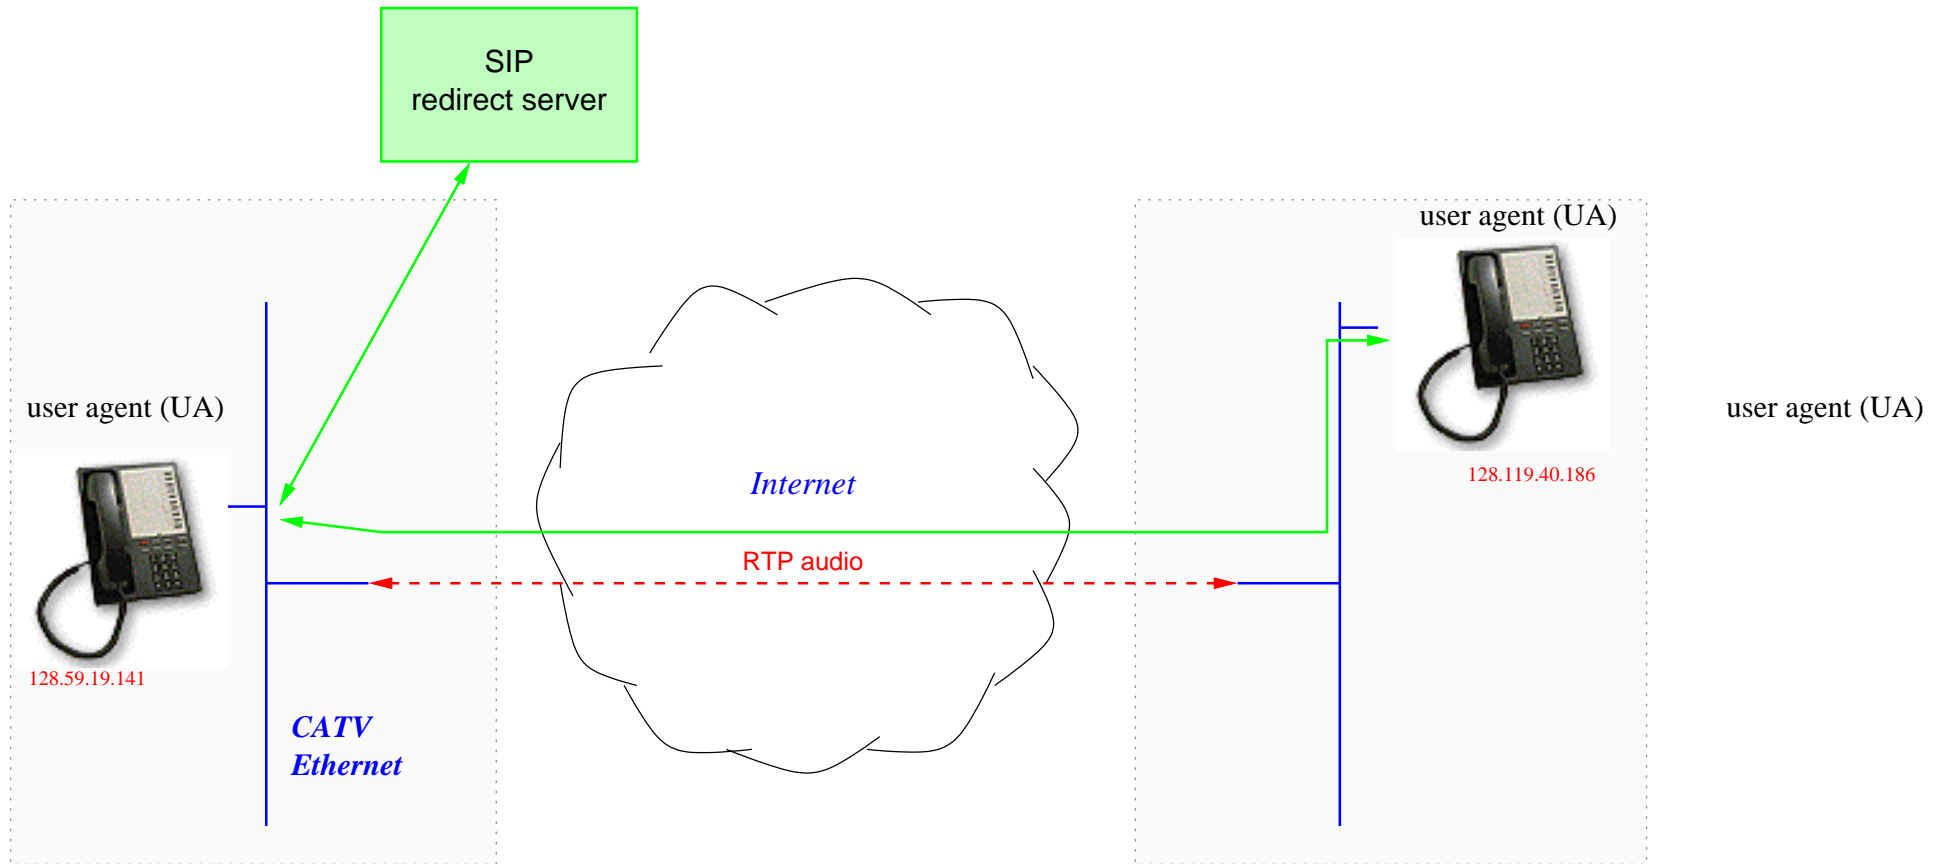 SIP
redirect server
user agent (UA)
user agent (UA)
user agent (UA)
Internet
128.119.40.186
RTP audio
128.59.19.141
CATV
Ethernet